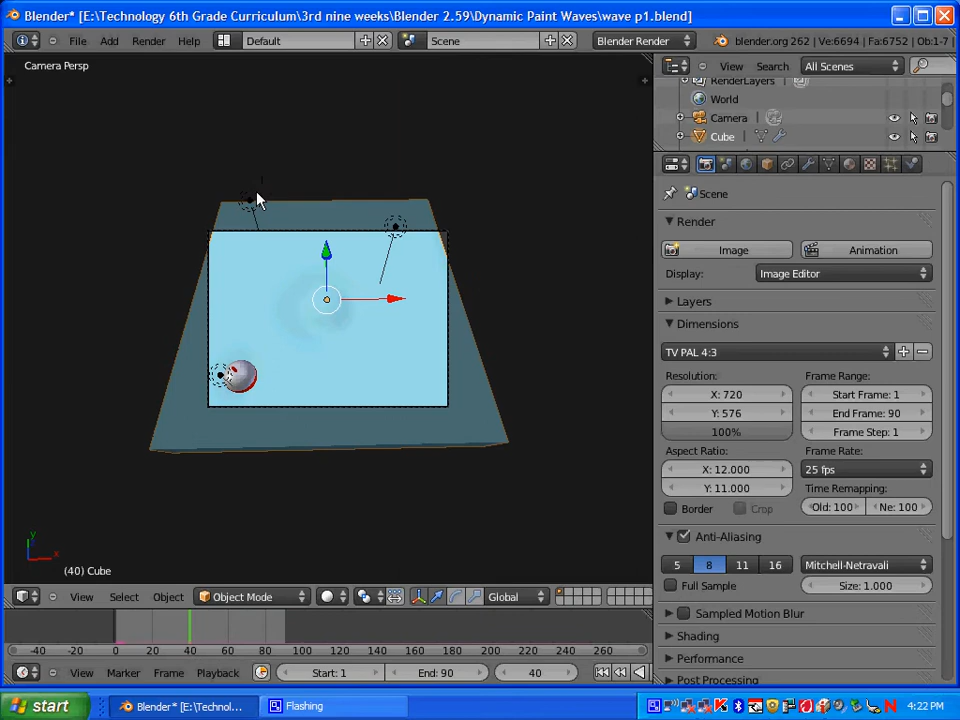 Blender* [E:\Technology 6th Grade Curriculum\3rd nine weeks\Blender 2.59\Dynamic Paint Waves\wave p1.blend]
File Add Render Help Default Scene Blender Render blender.org 262 | Ve:6694 | Fa:6752 | Ob:1-7
Camera Persp
View Search All Scenes
RenderLayers
World
Camera
Cube
Scene
Render
Image Animation
Display: Image Editor
Layers
Dimensions
TV PAL 4:3
Resolution: Frame Range:
X: 720 Start Frame: 1
Y: 576 End Frame: 90
100% Frame Step: 1
Aspect Ratio: Frame Rate:
X: 12.000 25 fps
Y: 11.000 Time Remapping:
Border Crop Old: 100 Ne: 100
Anti-Aliasing
5 8 11 16 Mitchell-Netravali
Full Sample Size: 1.000
Sampled Motion Blur
Shading
Performance
Post Processing
y
x
(40) Cube
View Select Object Object Mode Global
-40 -20 0 20 40 60 80 100 120 140 160 180 200 220 240 260
View Marker Frame Playback Start: 1 End: 90 40
start Blender* [E:\Technol... Flashing 4:22 PM